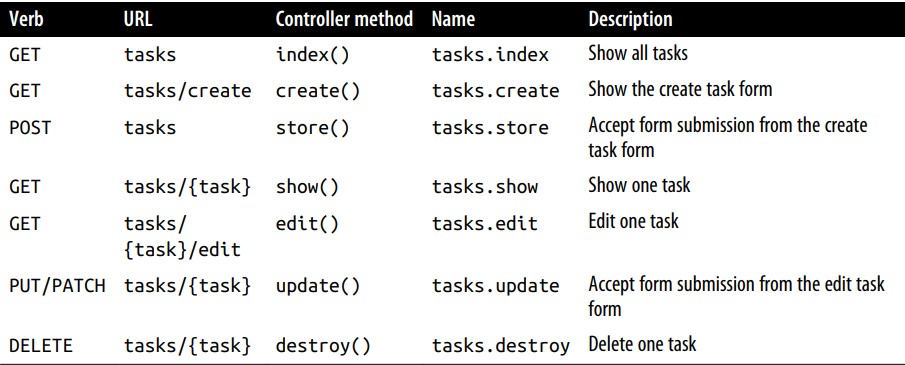 Verb URL Controller method Name Description
GET tasks index() tasks.index Show all tasks
GET tasks/create create() tasks.create Show the create task form
POST tasks store() tasks.store Accept form submission from the create
task form
GET tasks/{task} show() tasks.show Show one task
GET tasks/ edit() tasks.edit Edit one task
{task}/edit
PUT/PATCH tasks/{task} update() tasks.update Accept form submission from the edit task
form
DELETE tasks/{task} destroy() tasks.destroy Delete one task